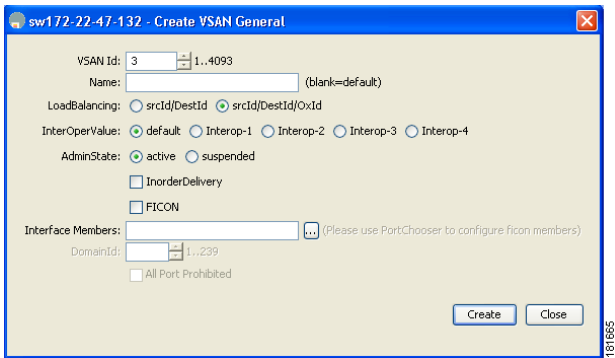 sw172-22-47-132 - Create VSAN General
VSAN Id: 3 1..4093
Name: (blank=default)
LoadBalancing: srcId/DestId srcId/DestId/OxId
InterOperValue: default Interop-1 Interop-2 Interop-3 Interop-4
AdminState: active suspended
InorderDelivery
FICON
Interface Members: ... (Please use PortChooser to configure ficon members)
DomainId: 1..239
All Port Prohibited
Create Close
181665